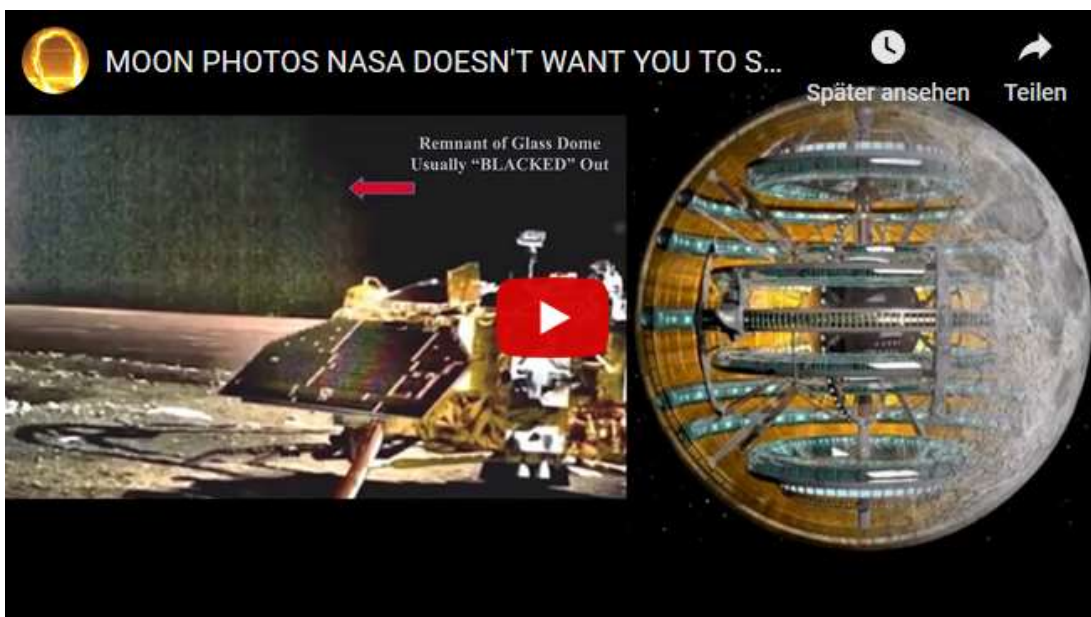 MOON PHOTOS NASA DOESN'T WANT YOU TO S...
Später ansehen
Teilen
Remnant of Glass Dome
Usually “BLACKED” Out